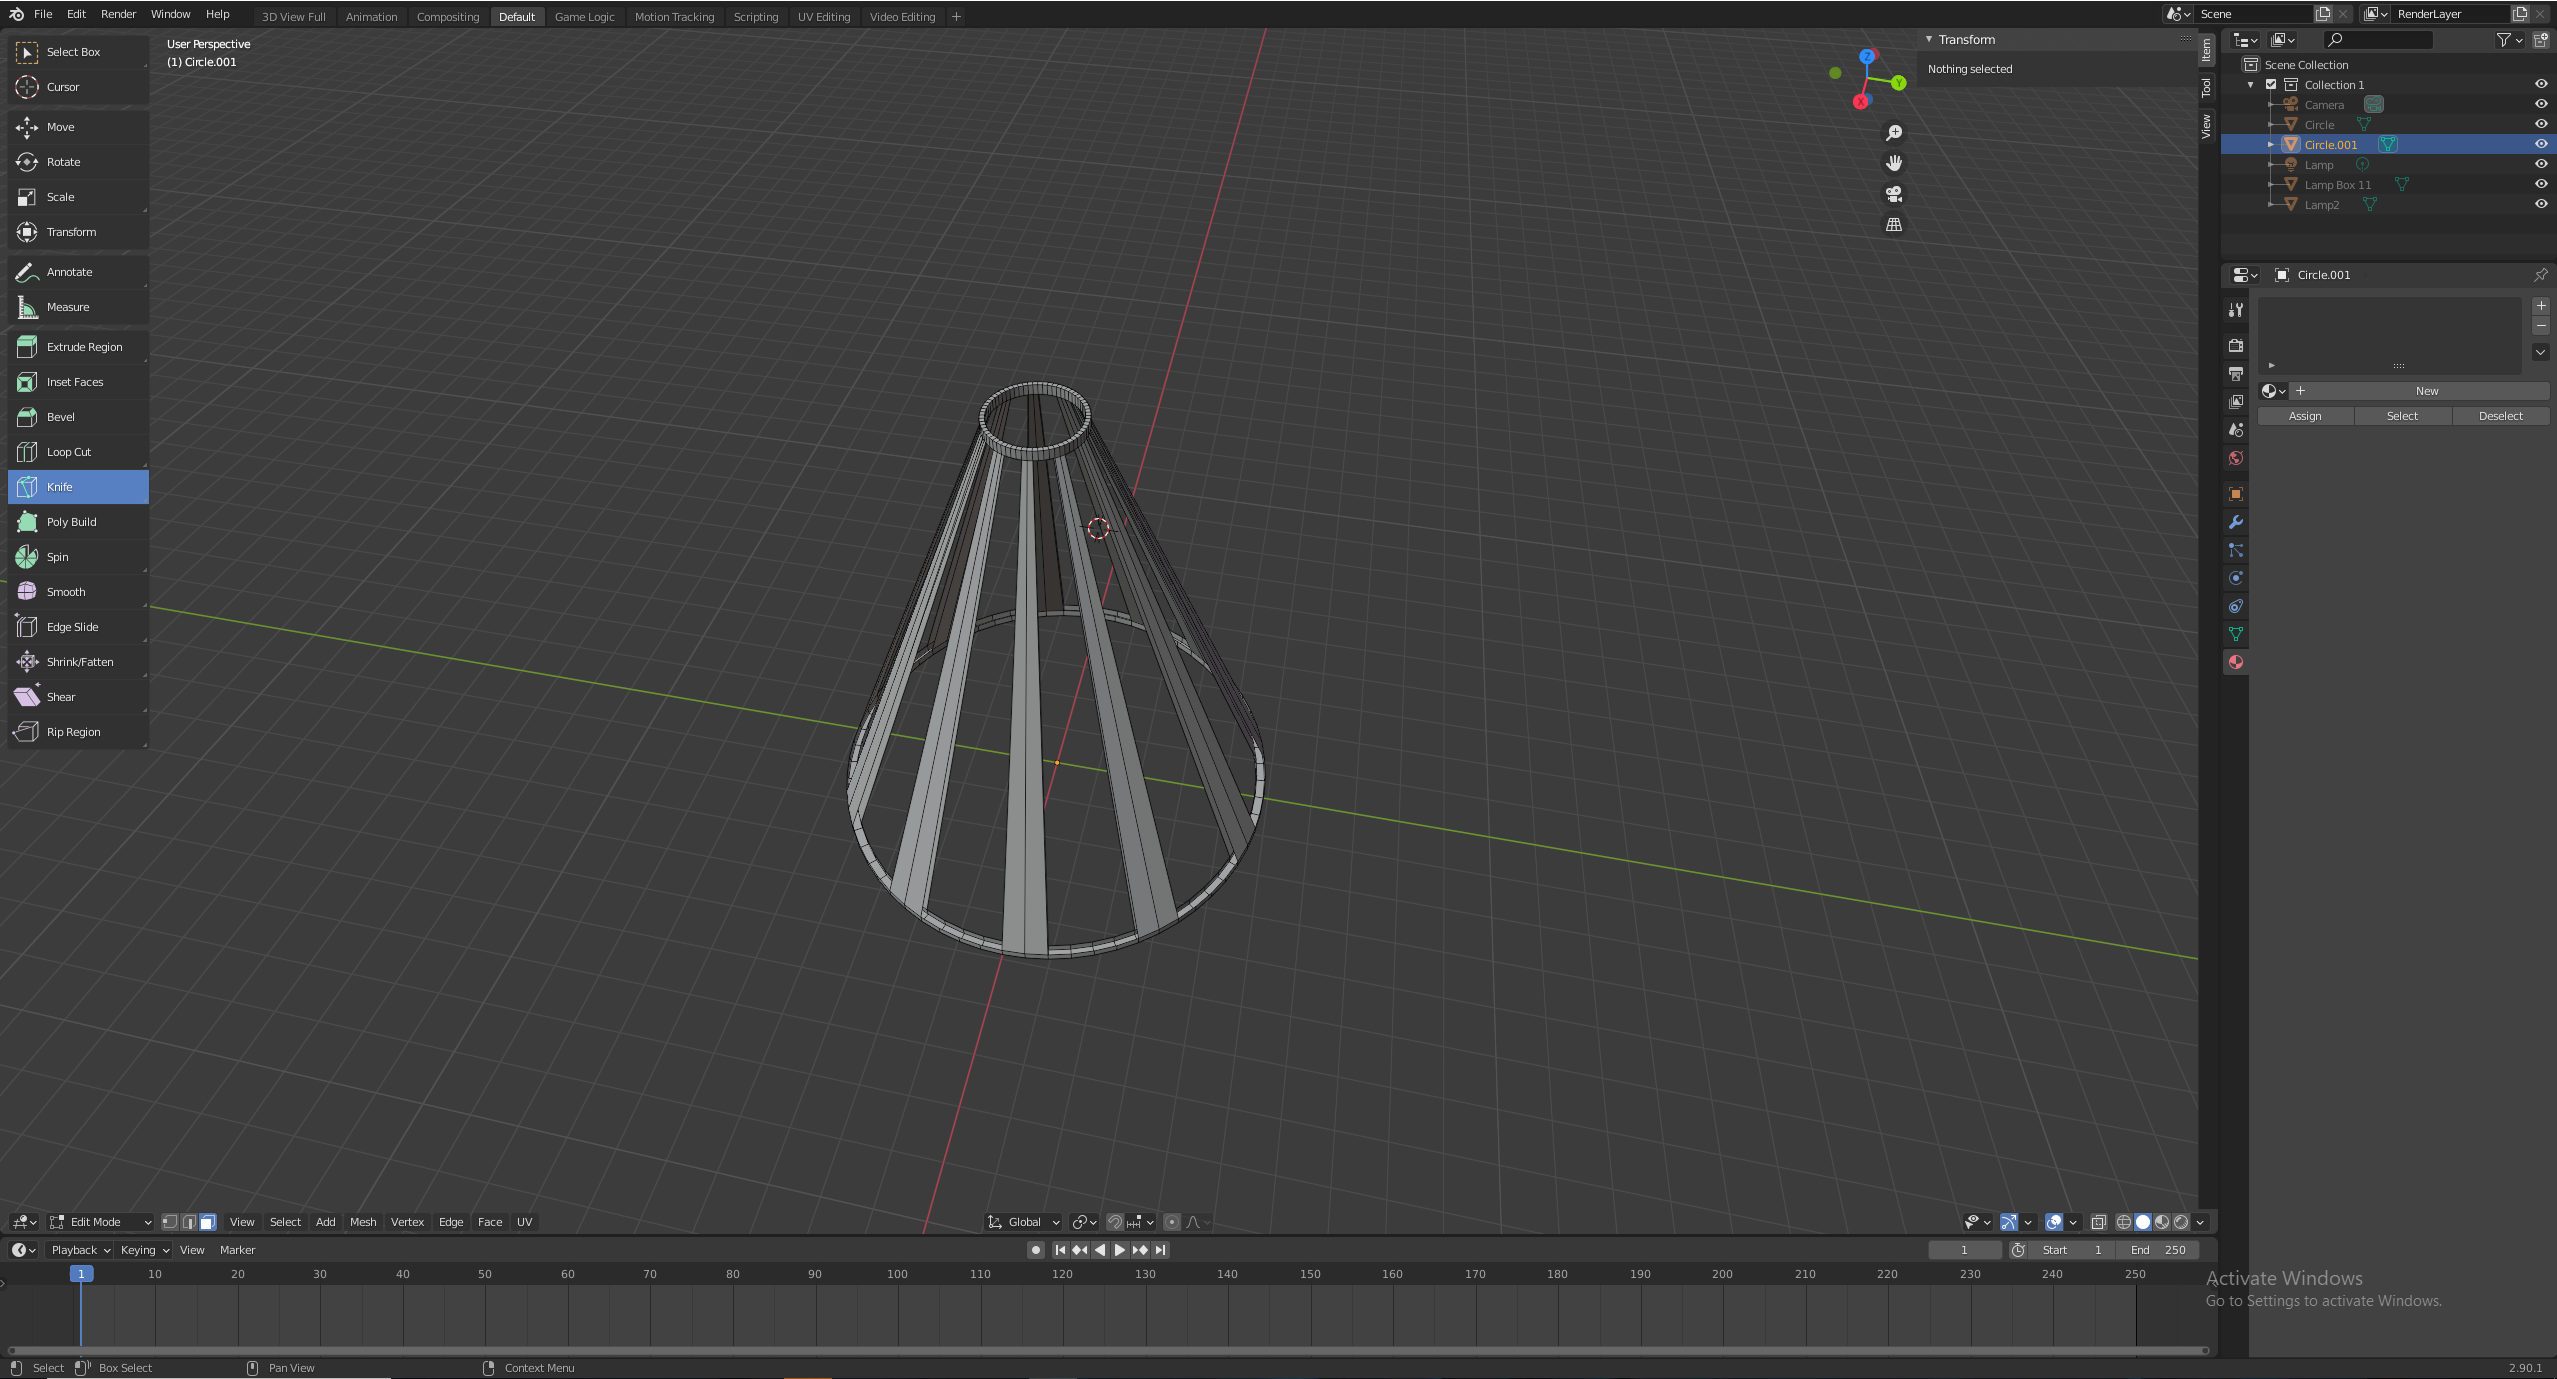 File Edit Render Window Help 3D View Full Animation Compositing Default Game Logic Motion Tracking Scripting UV Editing Video Editing + Scene RenderLayer
Select Box
Cursor
Move
Rotate
Scale
Transform
Annotate
Measure
Extrude Region
Inset Faces
Bevel
Loop Cut
Knife
Poly Build
Spin
Smooth
Edge Slide
Shrink/Fatten
Shear
Rip Region
User Perspective
(1) Circle.001
Z
Y
X
Transform
Nothing selected
Item
Tool
View
Scene Collection
Collection 1
Camera
Circle
Circle.001
Lamp
Lamp Box 11
Lamp2
Circle.001
New
Assign Select Deselect
Edit Mode View Select Add Mesh Vertex Edge Face UV Global
Playback Keying View Marker 1 Start 1 End 250
1 10 20 30 40 50 60 70 80 90 100 110 120 130 140 150 160 170 180 190 200 210 220 230 240 250
Activate Windows
Go to Settings to activate Windows.
Select Box Select Pan View Context Menu 2.90.1